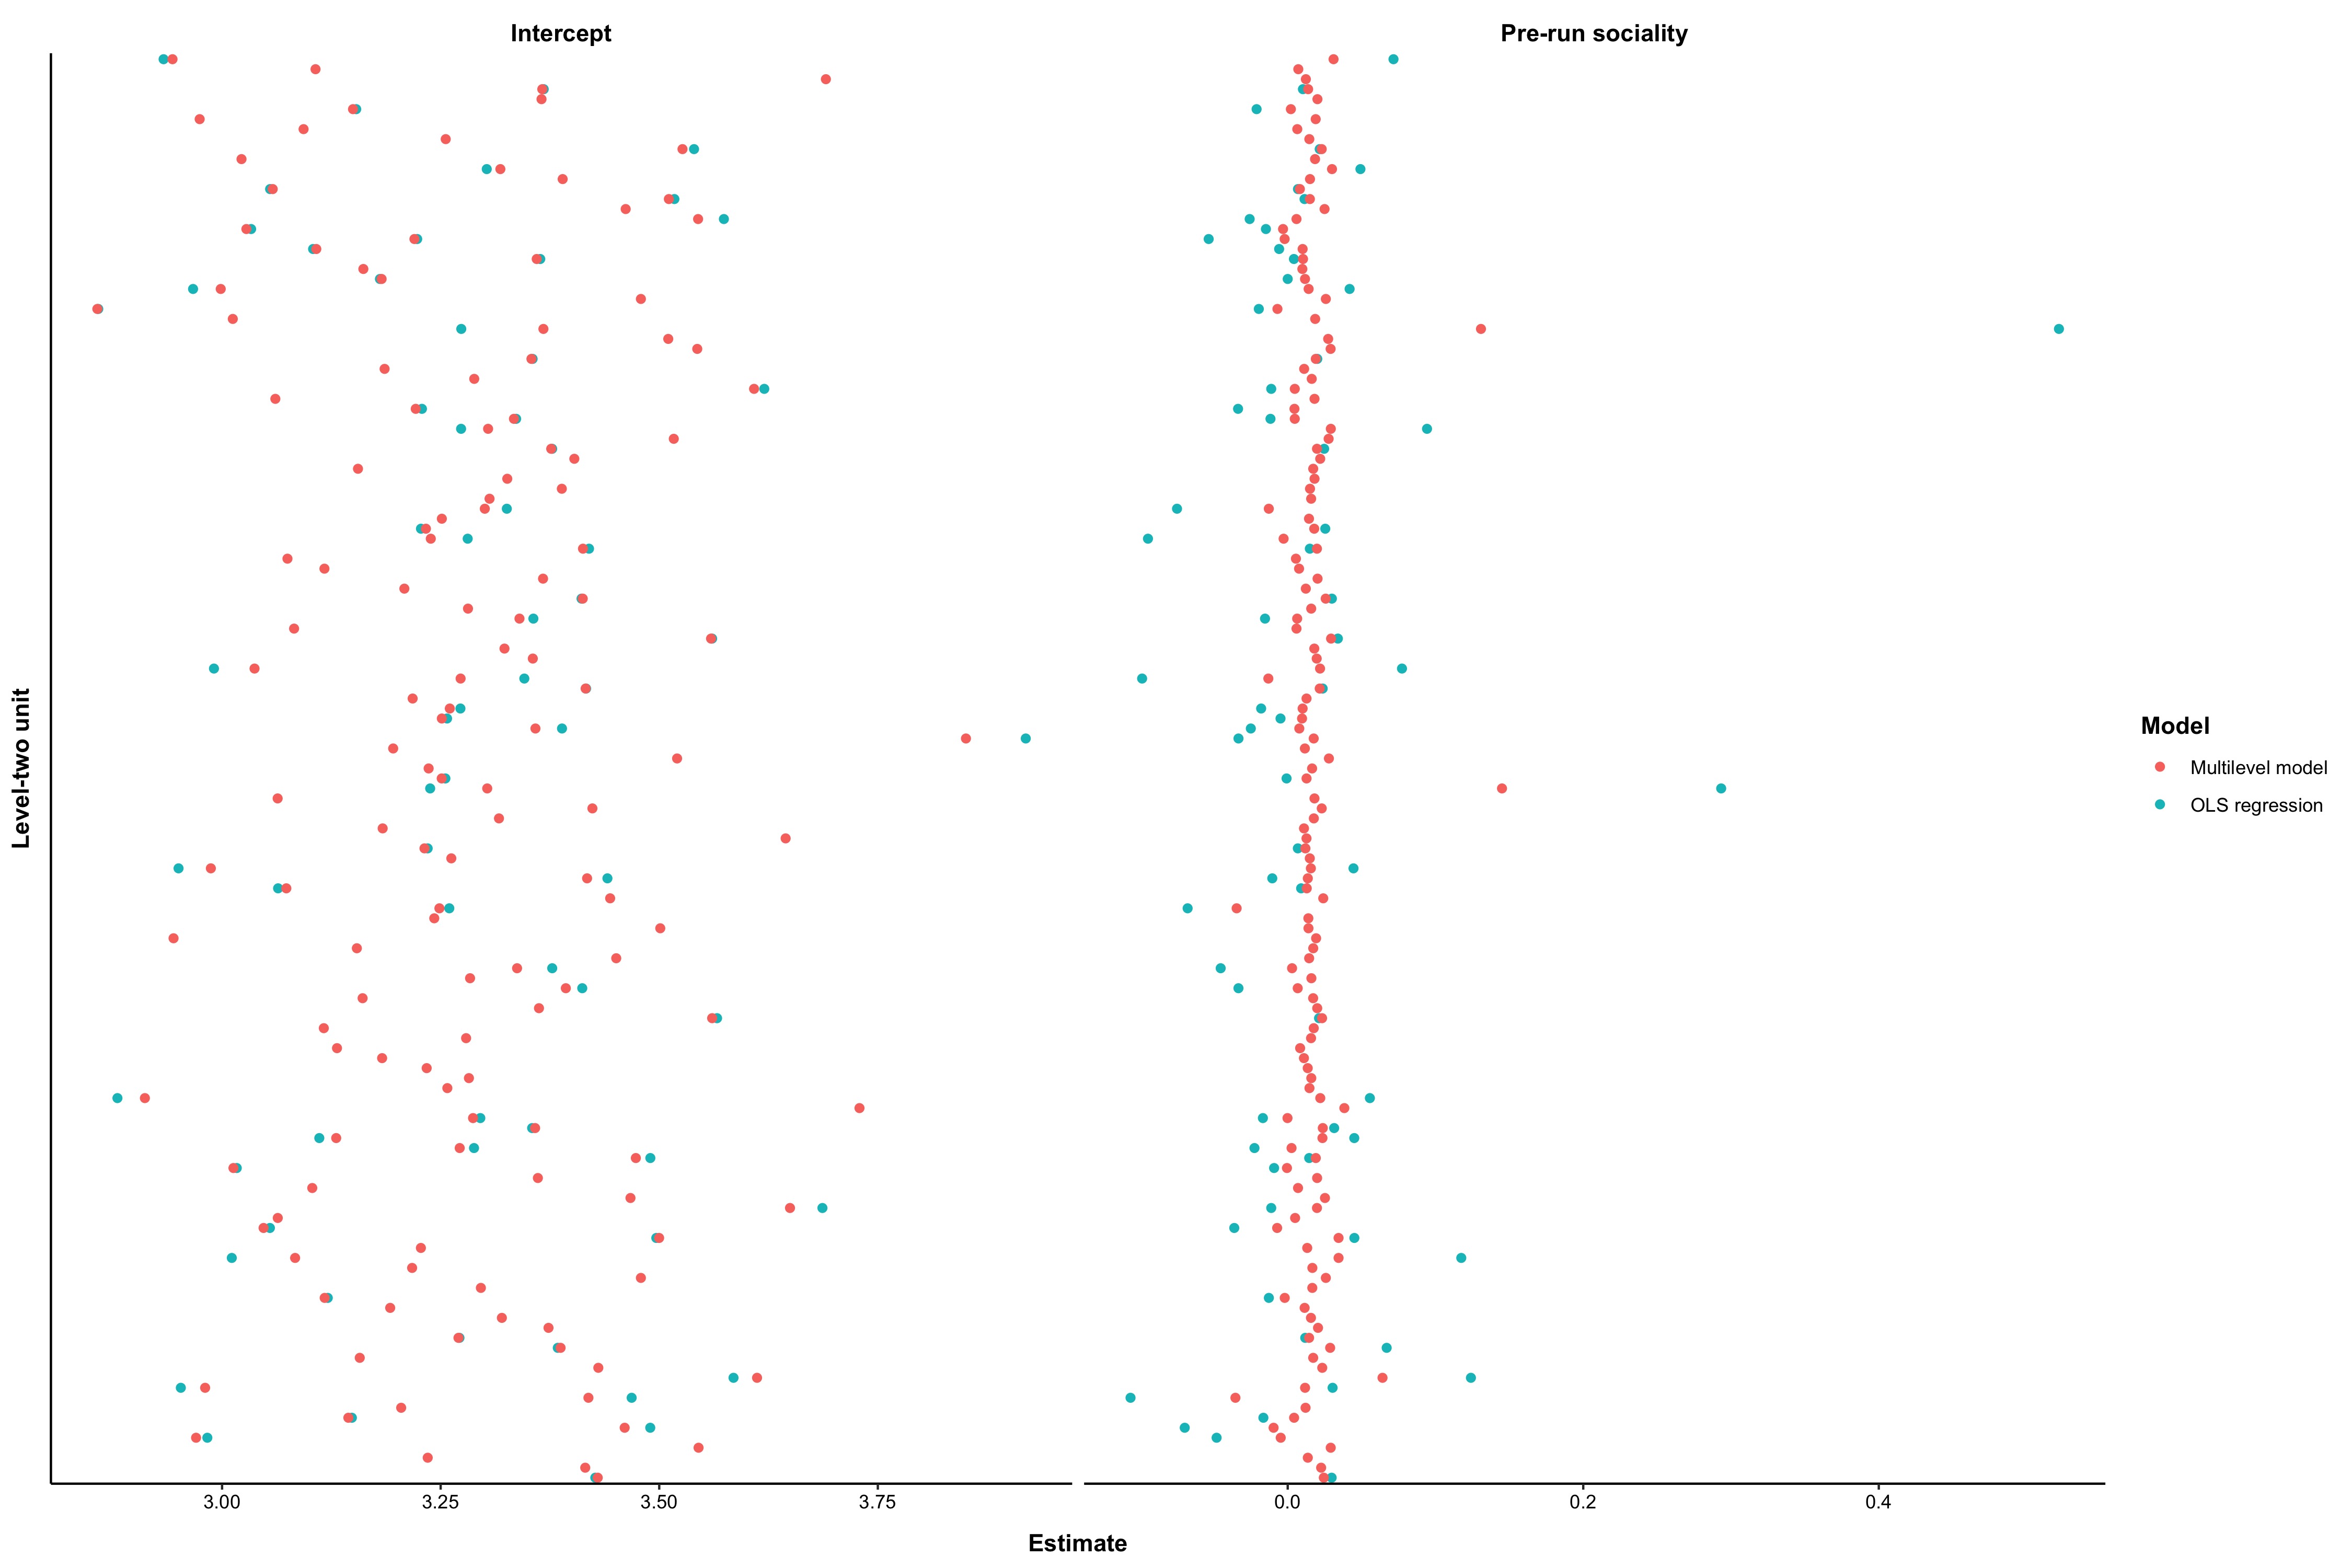 Intercept
Pre-run sociality
Level-two unit
Model
Multilevel model
OLS regression
3.00 3.25 3.50 3.75
0.0 0.2 0.4
Estimate